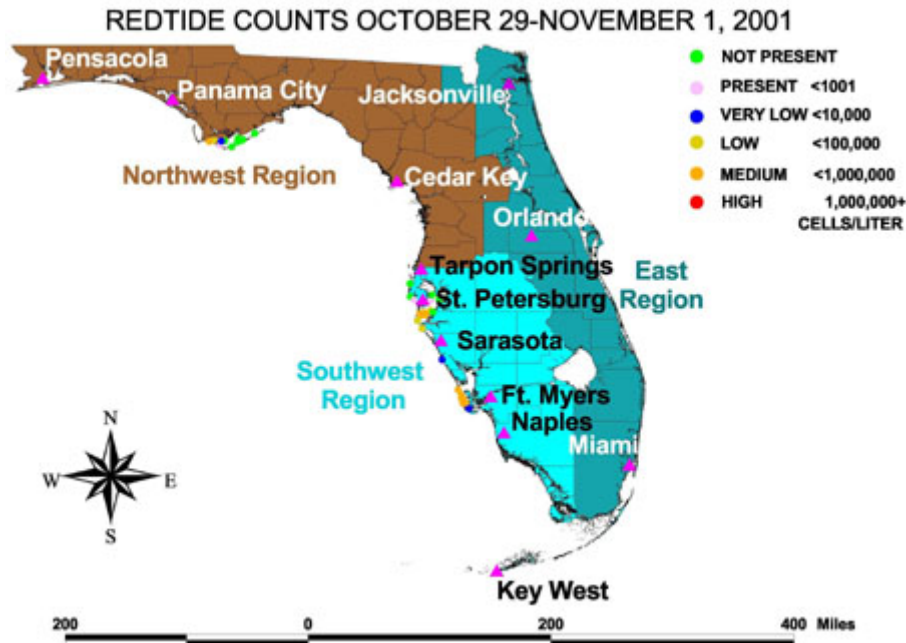 REDTIDE COUNTS OCTOBER 29-NOVEMBER 1, 2001
NOT PRESENT
PRESENT <1001
VERY LOW <10,000
LOW <100,000
MEDIUM <1,000,000
HIGH 1,000,000+
CELLS/LITER
Pensacola
Panama City
Jacksonville
Northwest Region
Cedar Key
Orlando
Tarpon Springs
East
Region
St. Petersburg
Sarasota
Southwest
Region
Ft. Myers
Naples
Miami
N
W E
S
Key West
200 0 200 400 Miles